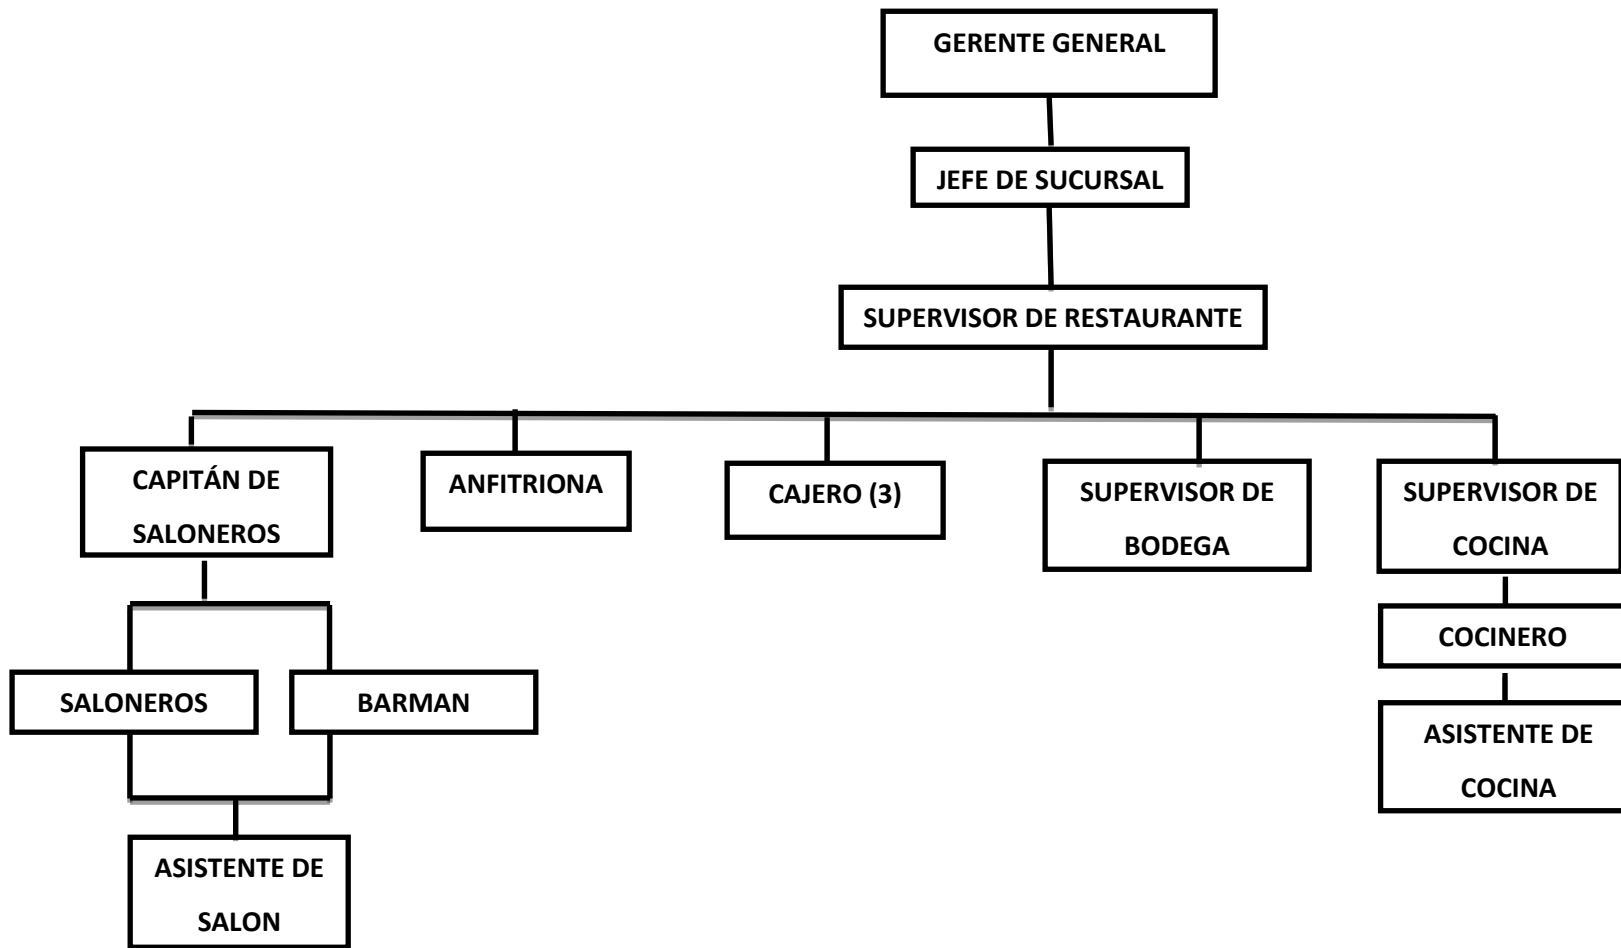 GERENTE GENERAL
JEFE DE SUCURSAL
SUPERVISOR DE RESTAURANTE
CAPITÁN DE
SALONEROS
ANFITRIONA
CAJERO (3)
SUPERVISOR DE
BODEGA
SUPERVISOR DE
COCINA
SALONEROS
BARMAN
COCINERO
ASISTENTE DE
COCINA
ASISTENTE DE
SALON